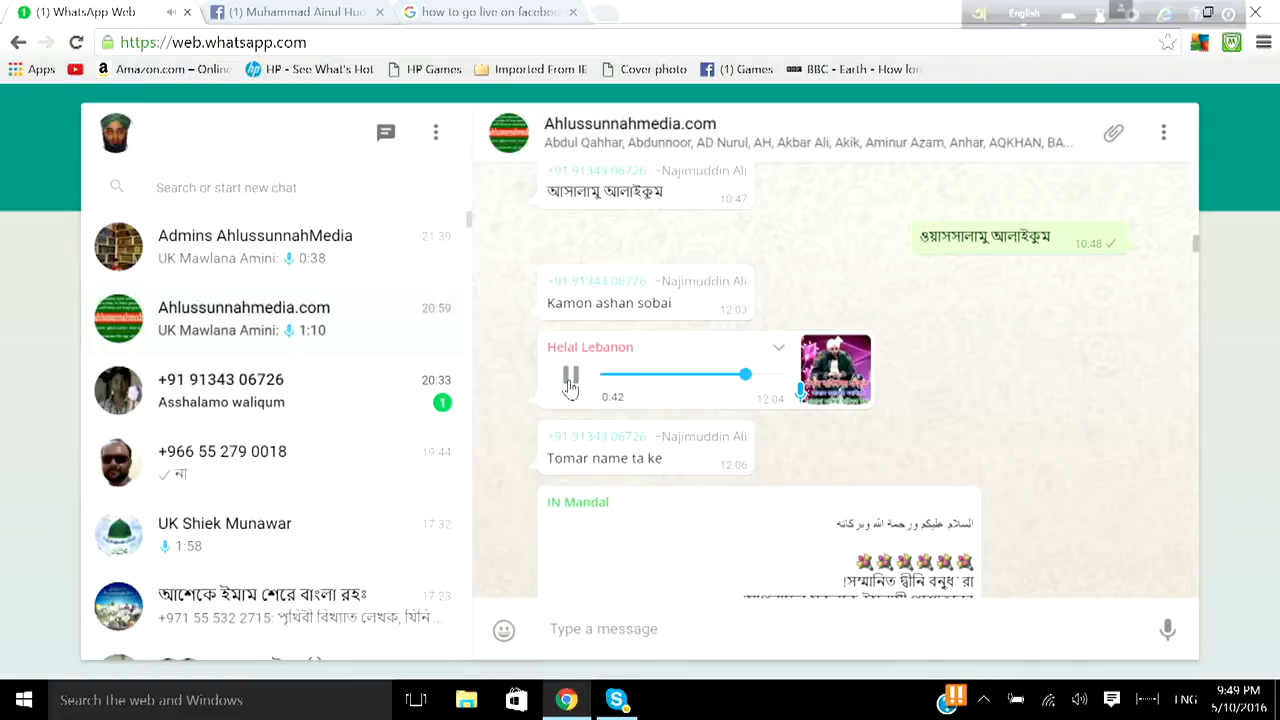 (1) WhatsApp Web
(1) Muhammad Ainul Hud
how to go live on faceboo
English
https://web.whatsapp.com
Apps
Amazon.com – Online
HP - See What's Hot
HP Games
Imported From IE
Cover photo
(1) Games
BBC - Earth - How lon
Search or start new chat
Admins AhlussunnahMedia
21:39
UK Mawlana Amini: 0:38
Ahlussunnahmedia.com
20:59
UK Mawlana Amini: 1:10
+91 91343 06726
20:33
Asshalamo waliqum
1
+966 55 279 0018
19:44
না
UK Shiek Munawar
17:32
1:58
আশেকে ইমাম শেরে বাংলা রহঃ
17:23
+971 55 532 2715: পৃথিবী বিখ্যাত লেখক, যিনি ...
Ahlussunnahmedia.com
Abdul Qahhar, Abdunnoor, AD Nurul, AH, Akbar Ali, Akik, Aminur Azam, Anhar, AQKHAN, BA...
+91 91343 06726 ~Najimuddin Ali
আসালামু আলাইকুম
10:47
ওয়াসসালামু আলাইকুম
10:48
+91 91343 06726 ~Najimuddin Ali
Kamon ashan sobai
12:03
Helal Lebanon
0:42
12:04
+91 91343 06726 ~Najimuddin Ali
Tomar name ta ke
12:06
IN Mandal
السلام عليكم ورحمة الله وبركاته
!সম্মানিত দ্বীনি বনুধ`রা
Type a message
Search the web and Windows
ENG
9:49 PM
5/10/2016